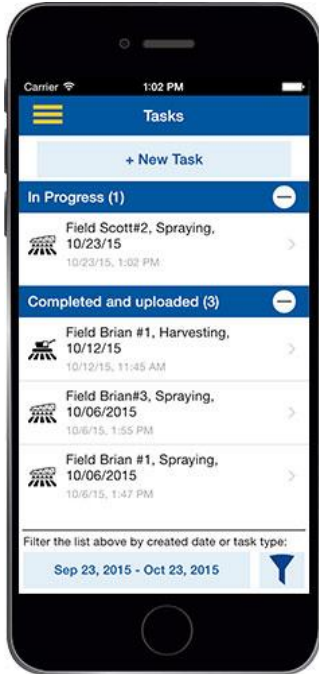 Carrier 1:02 PM
Tasks
+ New Task
In Progress (1)
Field Scott#2, Spraying,
10/23/15
10/23/15, 1:02 PM
Completed and uploaded (3)
Field Brian #1, Harvesting,
10/12/15
10/12/15, 11:45 AM
Field Brian#3, Spraying,
10/06/2015
10/6/15, 1:55 PM
Field Brian #1, Spraying,
10/06/2015
10/6/15, 1:47 PM
Filter the list above by created date or task type:
Sep 23, 2015 - Oct 23, 2015